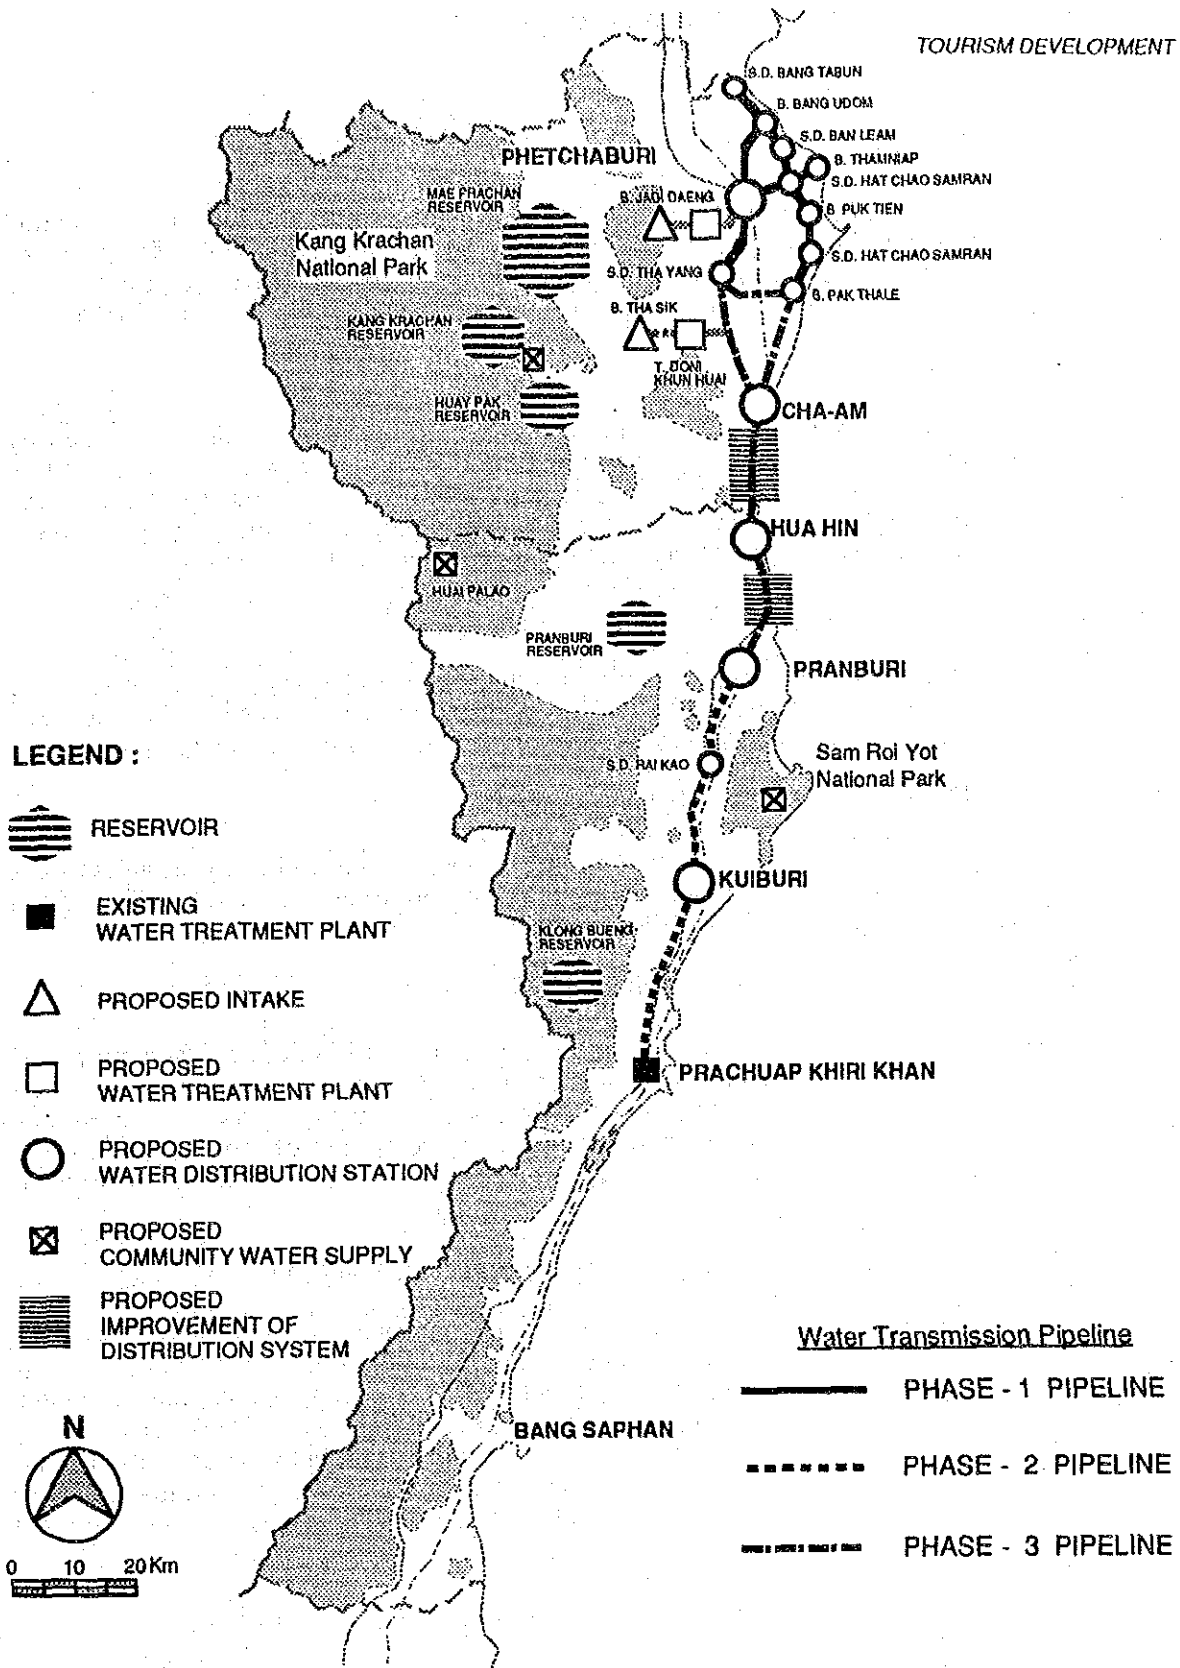 TOURISM DEVELOPMENT
S.D. BANG TABUN
B. BANG UDOM
S.D. BAN LEAM
B. THAMNIAP
S.D. HAT CHAO SAMRAN
B. PUK TIEN
S.D. HAT CHAO SAMRAN
B. PAK THALE
PHETCHABURI
MAE PRACHAN
RESERVOIR
B. JADI DAENG
Kang Krachan
National Park
S.D. THA YANG
B. THA SIK
KANG KRACHAN
RESERVOIR
T. DONI
KHUN HUAI
HUAY PAK
RESERVOIR
CHA-AM
HUA HIN
HUAI PALAO
PRANBURI
RESERVOIR
PRANBURI
S.D. RAI KAO
Sam Roi Yot
National Park
KUIBURI
KLONG BUENG
RESERVOIR
PRACHUAP KHIRI KHAN
BANG SAPHAN
LEGEND :
RESERVOIR
EXISTING
WATER TREATMENT PLANT
PROPOSED INTAKE
PROPOSED
WATER TREATMENT PLANT
PROPOSED
WATER DISTRIBUTION STATION
PROPOSED
COMMUNITY WATER SUPPLY
PROPOSED
IMPROVEMENT OF
DISTRIBUTION SYSTEM
N
0 10 20 Km
Water Transmission Pipeline
PHASE - 1 PIPELINE
PHASE - 2 PIPELINE
PHASE - 3 PIPELINE